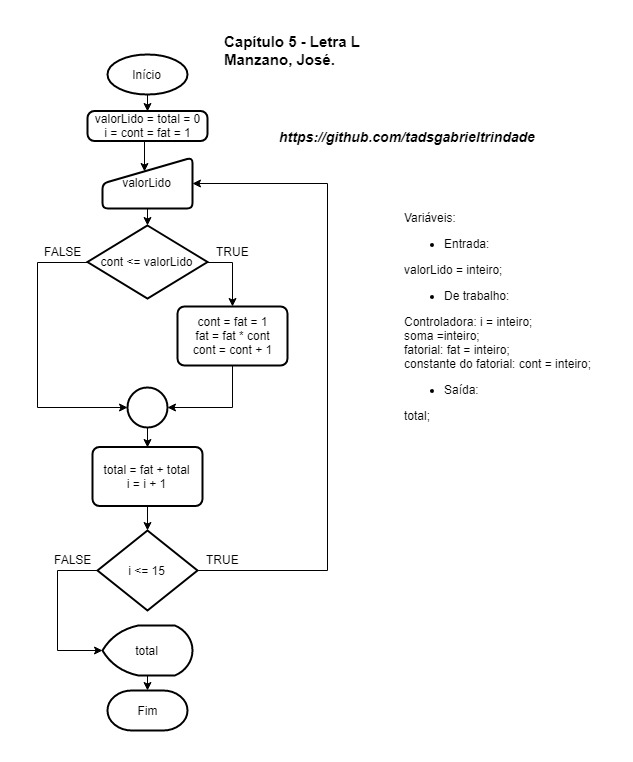 Capítulo 5 - Letra L
Manzano, José.
Início
valorLido = total = 0
i = cont = fat = 1
https://github.com/tadsgabrieltrindade
valorLido
Variáveis:
• Entrada:
valorLido = inteiro;
• De trabalho:
Controladora: i = inteiro;
soma =inteiro;
fatorial: fat = inteiro;
constante do fatorial: cont = inteiro;
• Saída:
total;
FALSE
TRUE
cont <= valorLido
cont = fat = 1
fat = fat * cont
cont = cont + 1
total = fat + total
i = i + 1
FALSE
TRUE
i <= 15
total
Fim